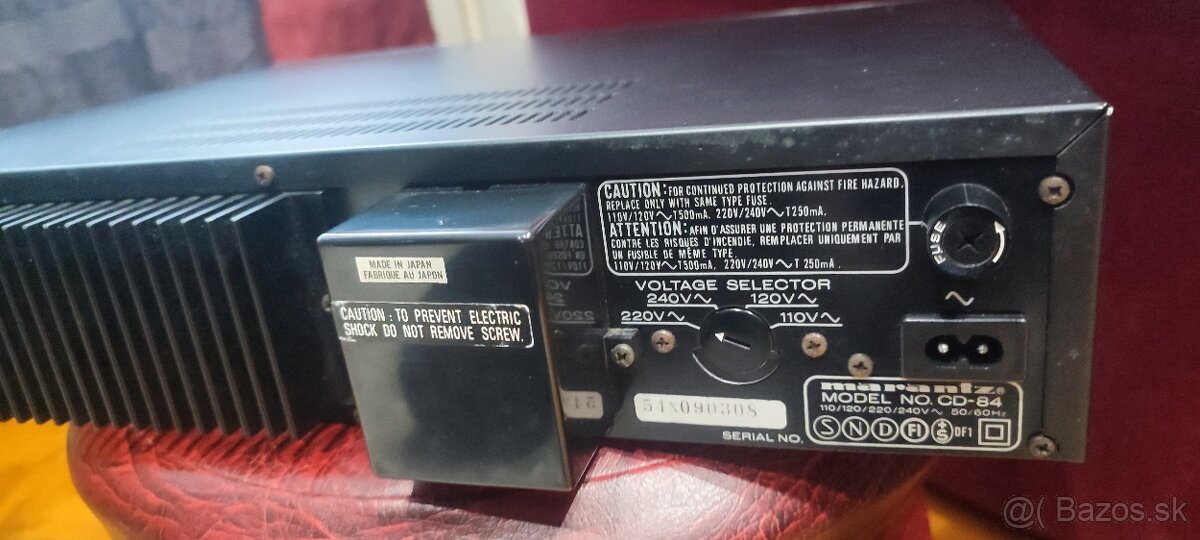 MADE IN JAPAN
FABRIQUE AU JAPON
CAUTION : TO PREVENT ELECTRIC
SHOCK DO NOT REMOVE SCREW.
CAUTION: FOR CONTINUED PROTECTION AGAINST FIRE HAZARD.
REPLACE ONLY WITH SAME TYPE FUSE.
110V/120V∿T500mA, 220V/240V∿T250mA.
ATTENTION: AFIN D'ASSURER UNE PROTECTION PERMANENTE
CONTRE LES RISQUES D'INCENDIE, REMPLACER UNIQUEMENT PAR
UN FUSIBLE DE MÊME TYPE.
110V/120V∿T500mA, 220V/240V∿T 250mA.
FUSE
VOLTAGE SELECTOR
240V∿ 120V∿
220V∿ 110V∿
54N090308
SERIAL NO.
marantz
MODEL NO. CD-84
110/120/220/240V∿ 50/60Hz
S N D FI +S DF1
@( Bazos.sk